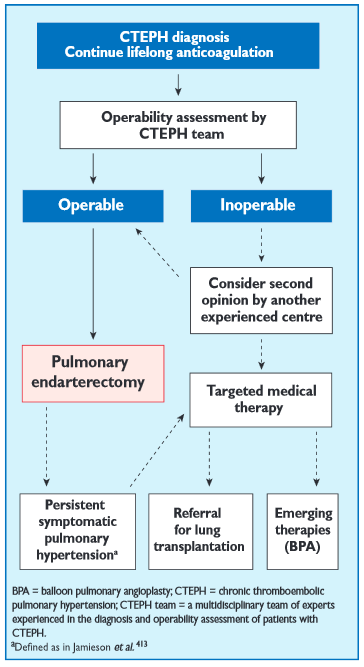 CTEPH diagnosis
Continue lifelong anticoagulation
Operability assessment by
CTEPH team
Operable
Inoperable
Consider second
opinion by another
experienced centre
Pulmonary
endarterectomy
Targeted medical
therapy
Persistent
symptomatic
pulmonary
hypertensionᵃ
Referral
for lung
transplantation
Emerging
therapies
(BPA)
BPA = balloon pulmonary angioplasty; CTEPH = chronic thromboembolic
pulmonary hypertension; CTEPH team = a multidisciplinary team of experts
experienced in the diagnosis and operability assessment of patients with
CTEPH.
ᵃDefined as in Jamieson et al. ⁴¹³